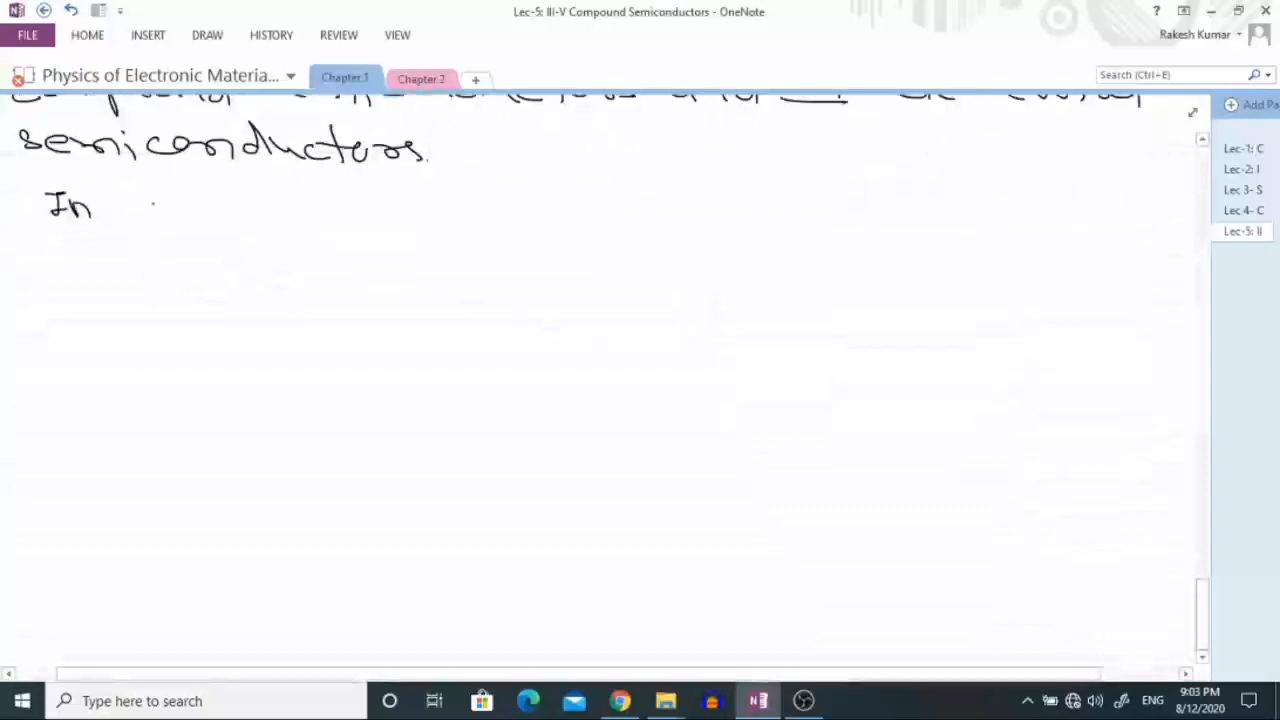 Lec-5: III-V Compound Semiconductors - OneNote
FILE HOME INSERT DRAW HISTORY REVIEW VIEW
Rakesh Kumar
Physics of Electronic Materia... Chapter 1 Chapter 2
Search (Ctrl+E)
Add Pa
semiconductors.
In
Lec-1: C
Lec-2: I
Lec 3- S
Lec 4- C
Lec-5: II
Type here to search
ENG
9:03 PM
8/12/2020